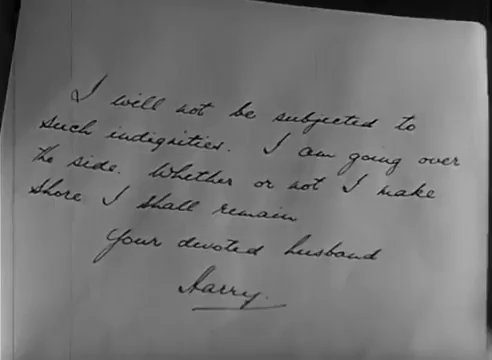 I will not be subjected to
such indignities. I am going over
the side. Whether or not I make
shore I shall remain
your devoted husband
Harry.